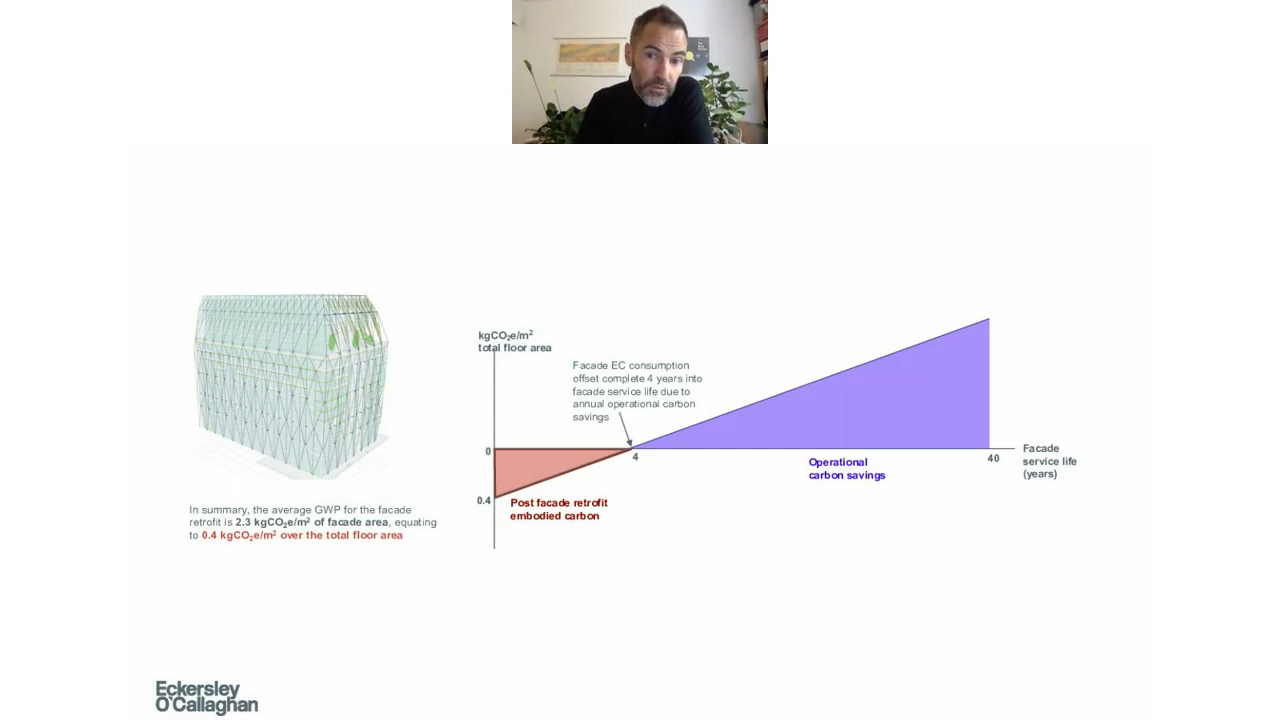 kgCO2e/m2
total floor area
Facade EC consumption
offset complete 4 years into
facade service life due to
annual operational carbon
savings
0
4
40
Facade
service life
(years)
Operational
carbon savings
0.4
Post facade retrofit
embodied carbon
In summary, the average GWP for the facade
retrofit is 2.3 kgCO2e/m2 of facade area, equating
to 0.4 kgCO2e/m2 over the total floor area
Eckersley
O'Callaghan